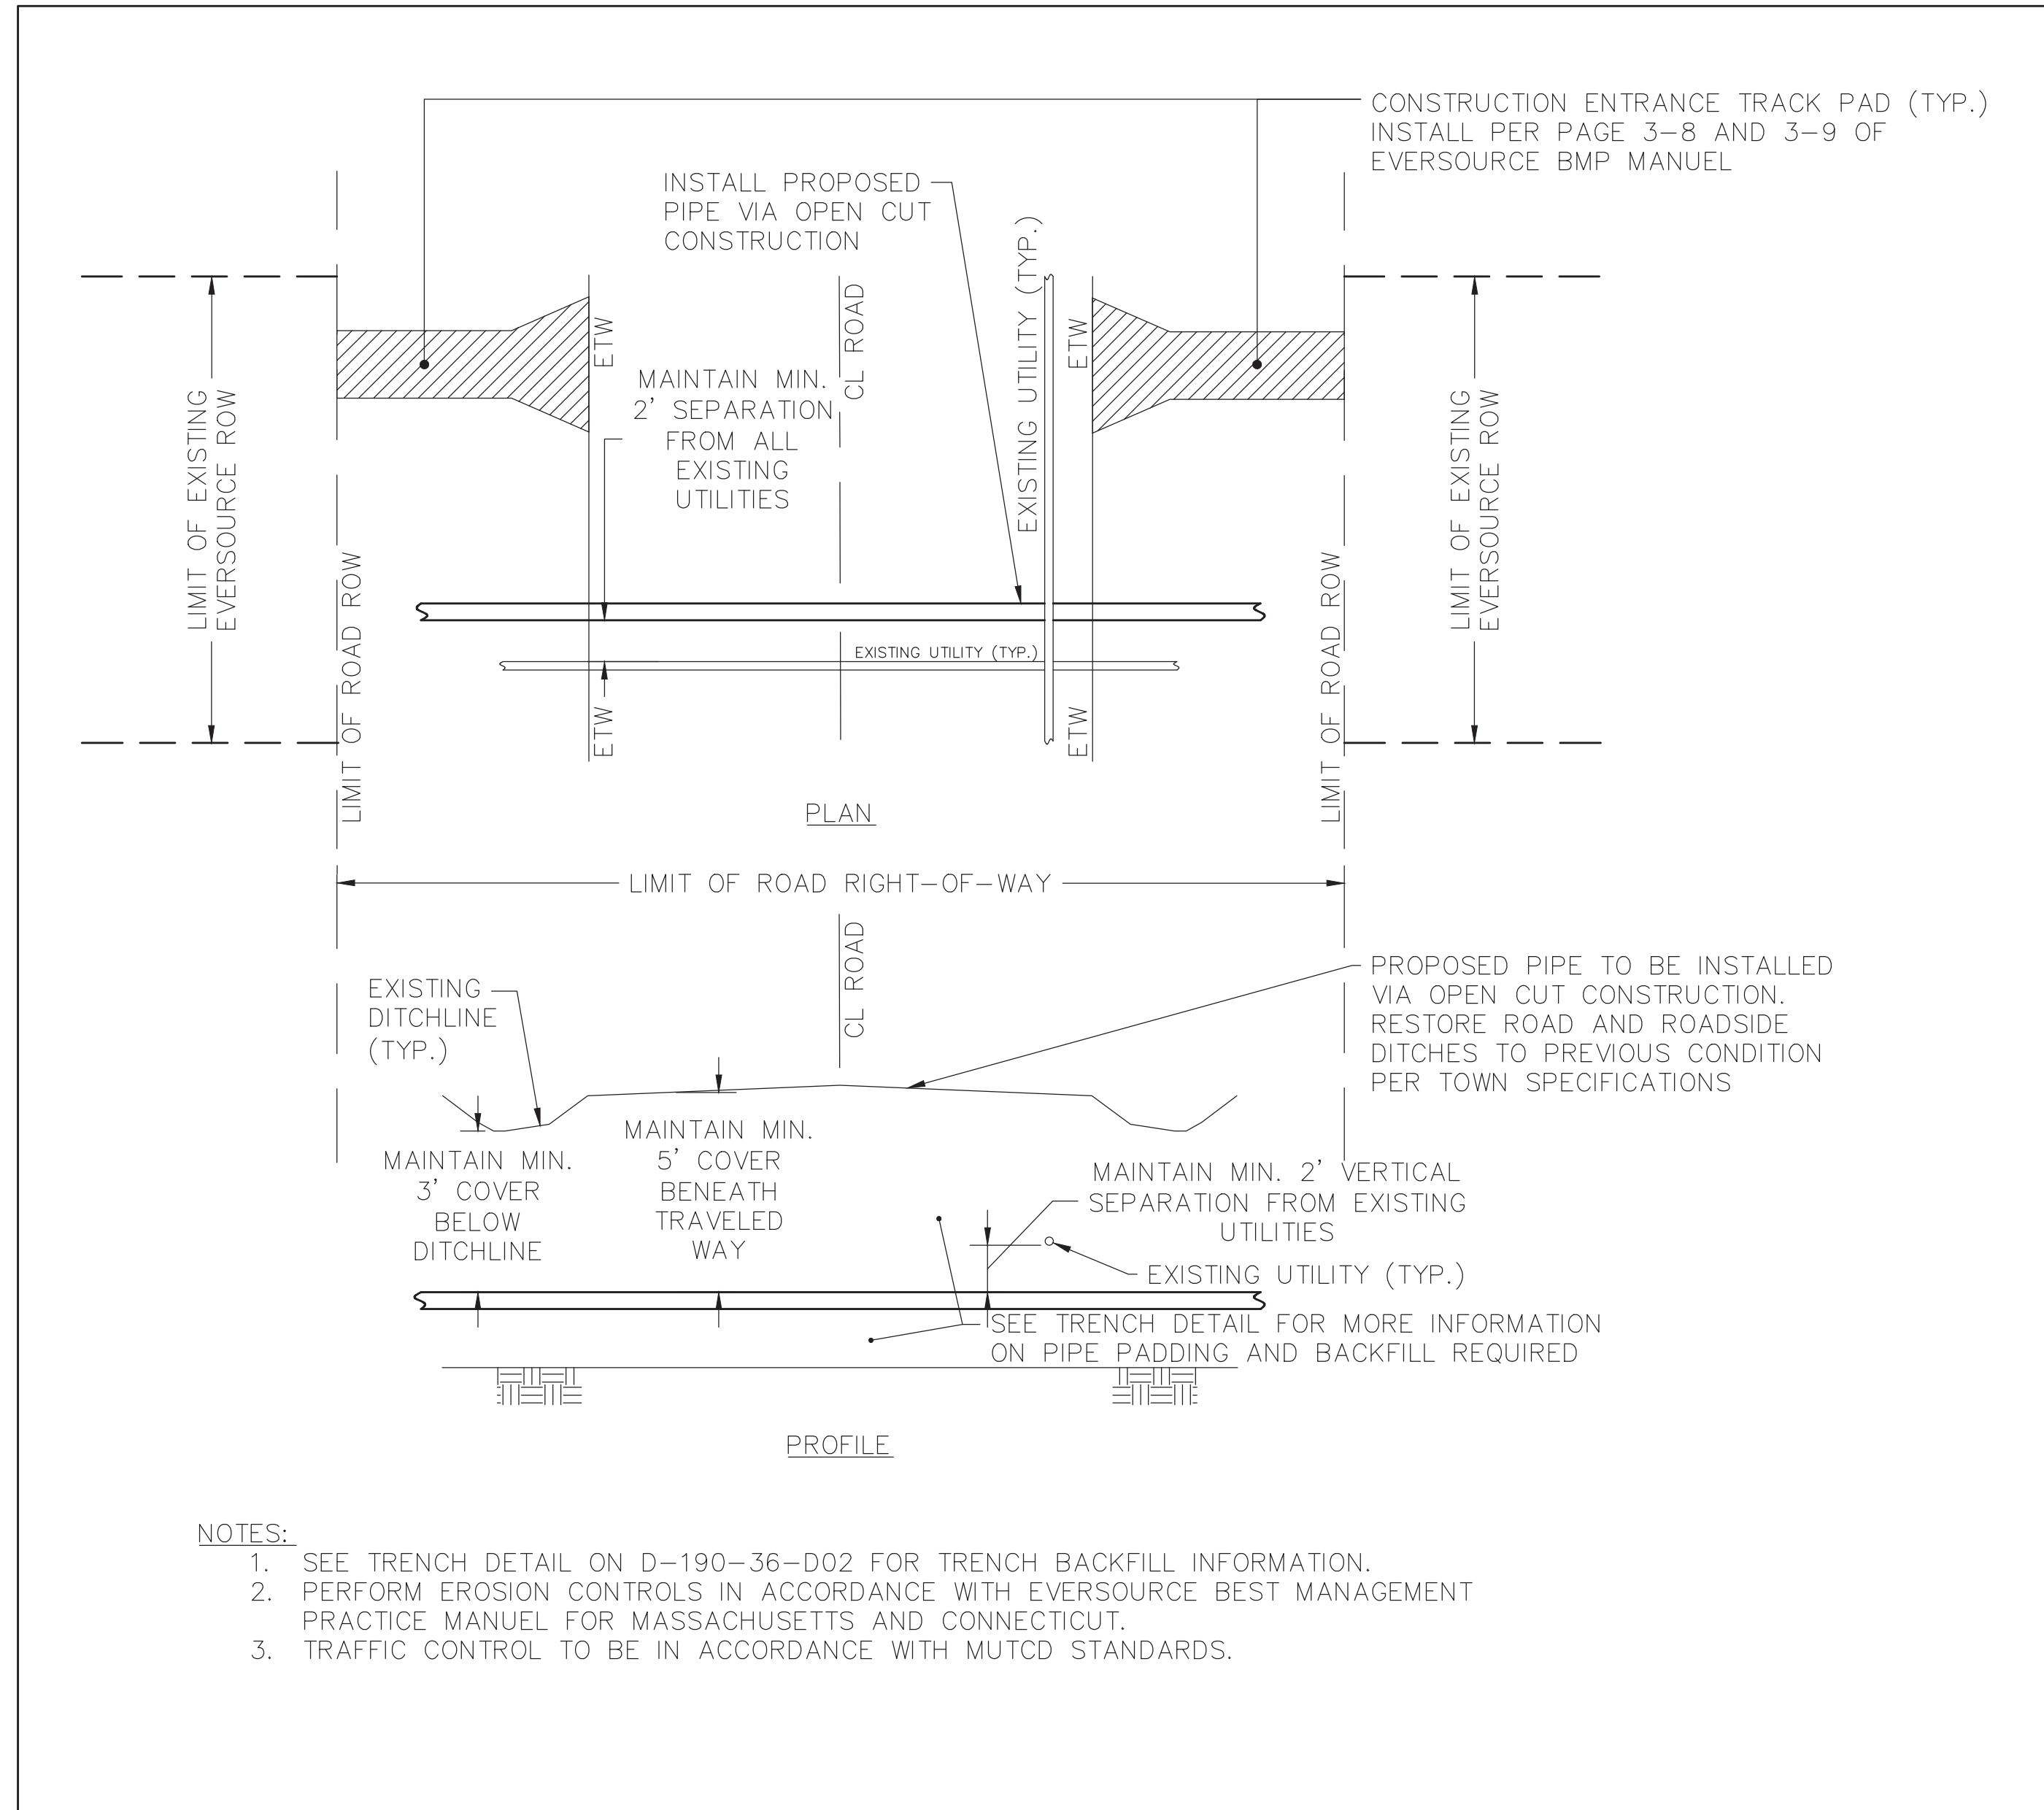 CONSTRUCTION ENTRANCE TRACK PAD (TYP.)
INSTALL PER PAGE 3-8 AND 3-9 OF
EVERSOURCE BMP MANUEL
INSTALL PROPOSED
PIPE VIA OPEN CUT
CONSTRUCTION
EXISTING UTILITY (TYP.)
CL ROAD
ETW
ETW
MAINTAIN MIN.
2' SEPARATION
FROM ALL
EXISTING
UTILITIES
LIMIT OF EXISTING
EVERSOURCE ROW
LIMIT OF EXISTING
EVERSOURCE ROW
LIMIT OF ROAD ROW
LIMIT OF ROAD ROW
EXISTING UTILITY (TYP.)
ETW
ETW
PLAN
LIMIT OF ROAD RIGHT-OF-WAY
CL ROAD
EXISTING
DITCHLINE
(TYP.)
PROPOSED PIPE TO BE INSTALLED
VIA OPEN CUT CONSTRUCTION.
RESTORE ROAD AND ROADSIDE
DITCHES TO PREVIOUS CONDITION
PER TOWN SPECIFICATIONS
MAINTAIN MIN.
3' COVER
BELOW
DITCHLINE
MAINTAIN MIN.
5' COVER
BENEATH
TRAVELED
WAY
MAINTAIN MIN. 2' VERTICAL
SEPARATION FROM EXISTING
UTILITIES
EXISTING UTILITY (TYP.)
SEE TRENCH DETAIL FOR MORE INFORMATION
ON PIPE PADDING AND BACKFILL REQUIRED
PROFILE
NOTES:
1. SEE TRENCH DETAIL ON D-190-36-D02 FOR TRENCH BACKFILL INFORMATION.
2. PERFORM EROSION CONTROLS IN ACCORDANCE WITH EVERSOURCE BEST MANAGEMENT
PRACTICE MANUEL FOR MASSACHUSETTS AND CONNECTICUT.
3. TRAFFIC CONTROL TO BE IN ACCORDANCE WITH MUTCD STANDARDS.